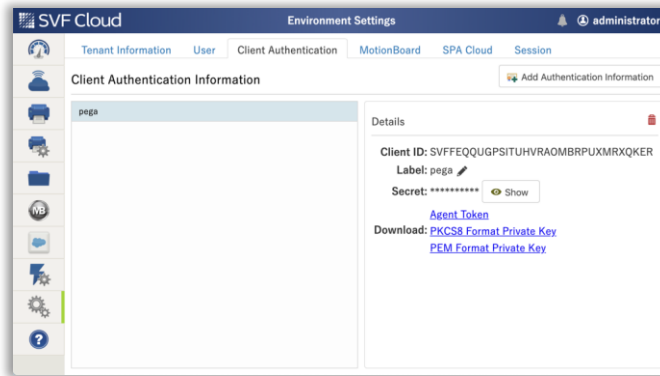 SVF Cloud
Environment Settings
administrator
Tenant Information User Client Authentication MotionBoard SPA Cloud Session
Client Authentication Information
Add Authentication Information
pega
Details
Client ID: SVFFEQQUGPSITUHVRAOMBRPUXMRXQKER
Label: pega
Secret: ********** Show
Agent Token
Download: PKCS8 Format Private Key
PEM Format Private Key
MB
?